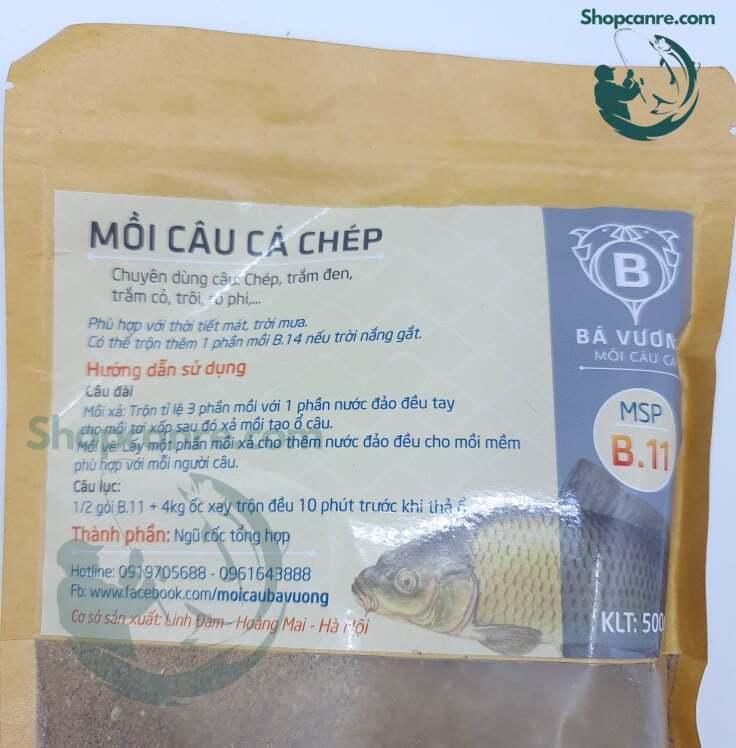 Shopcanre.com
MỒI CÂU CÁ CHÉP
Chuyên dùng câu: Chép, trắm đen,
trắm cỏ, trôi, rô phi,...
Phù hợp với thời tiết mát, trời mưa.
Có thể trộn thêm 1 phần mồi B.14 nếu trời nắng gắt.
Hướng dẫn sử dụng
Câu đài
Mồi xả: Trộn tỉ lệ 3 phần mồi với 1 phần nước đảo đều tay
cho mồi tơi xốp sau đó xả mồi tạo ổ câu.
Mồi vê: Lấy một phần mồi xả cho thêm nước đảo đều cho mồi mềm
phù hợp với mỗi người câu.
Câu lục:
1/2 gói B.11 + 4kg ốc xay trộn đều 10 phút trước khi thả
Thành phần: Ngũ cốc tổng hợp
Hotline: 0919705688 - 0961643888
Fb: www.facebook.com/moicaubavuong
Cơ sở sản xuất: Linh Đàm - Hoàng Mai - Hà Nội
B
BÁ VƯƠN
MỒI CÂU CÁ
MSP
B.11
KLT: 500
Shopcanre.com